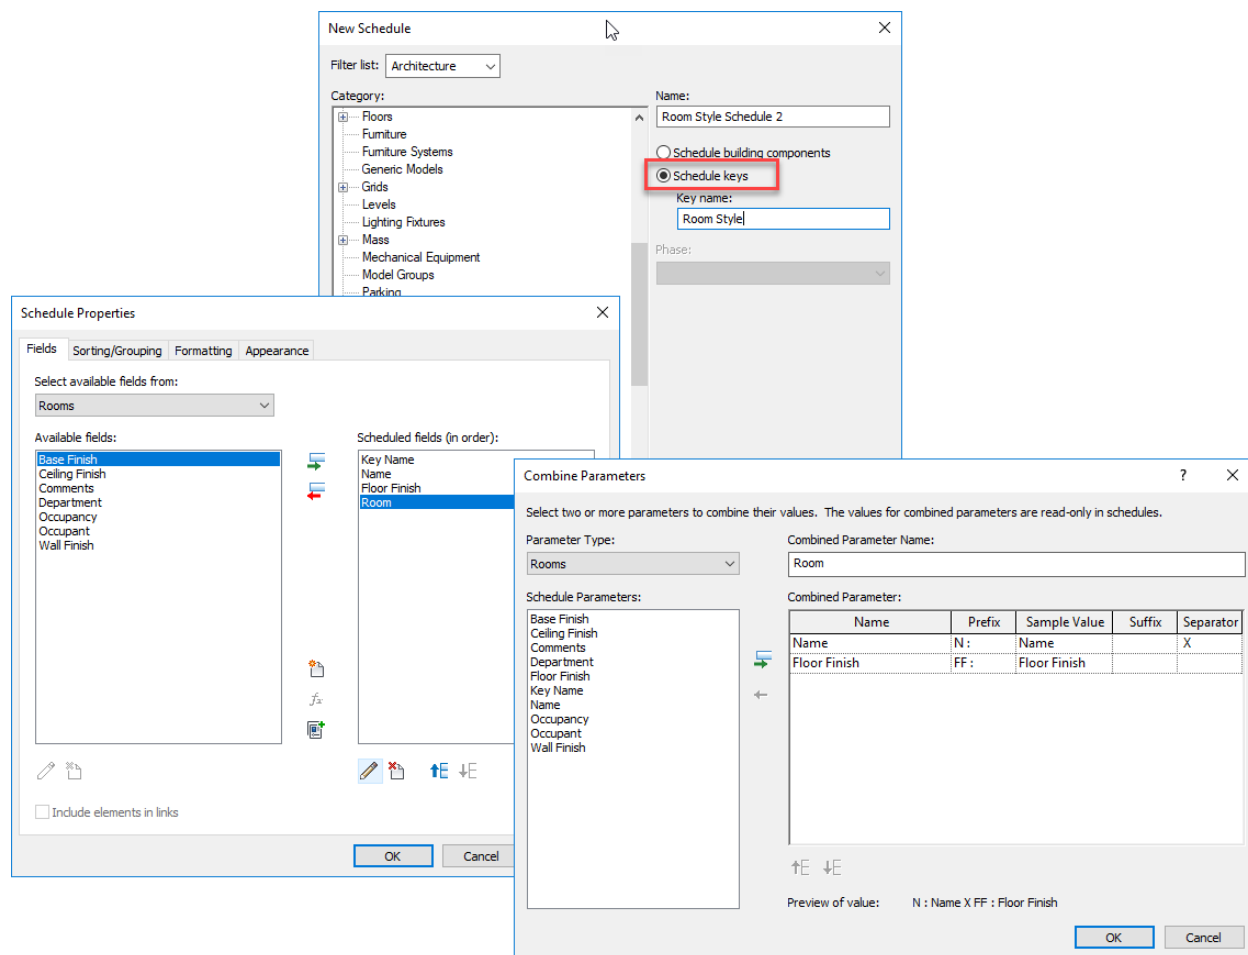 New Schedule
Filter list: Architecture
Category:
Floors
Furniture
Furniture Systems
Generic Models
Grids
Levels
Lighting Fixtures
Mass
Mechanical Equipment
Model Groups
Parking
Name:
Room Style Schedule 2
Schedule building components
Schedule keys
Key name:
Room Style
Phase:
Schedule Properties
Fields
Sorting/Grouping
Formatting
Appearance
Select available fields from:
Rooms
Available fields:
Base Finish
Ceiling Finish
Comments
Department
Occupancy
Occupant
Wall Finish
fx
Scheduled fields (in order):
Key Name
Name
Floor Finish
Room
Include elements in links
OK
Cancel
Combine Parameters
?
Select two or more parameters to combine their values. The values for combined parameters are read-only in schedules.
Parameter Type:
Rooms
Schedule Parameters:
Base Finish
Ceiling Finish
Comments
Department
Floor Finish
Key Name
Name
Occupancy
Occupant
Wall Finish
Combined Parameter Name:
Room
Combined Parameter:
Name Prefix Sample Value Suffix Separator
Name N : Name X
Floor Finish FF : Floor Finish
Preview of value: N : Name X FF : Floor Finish
OK
Cancel